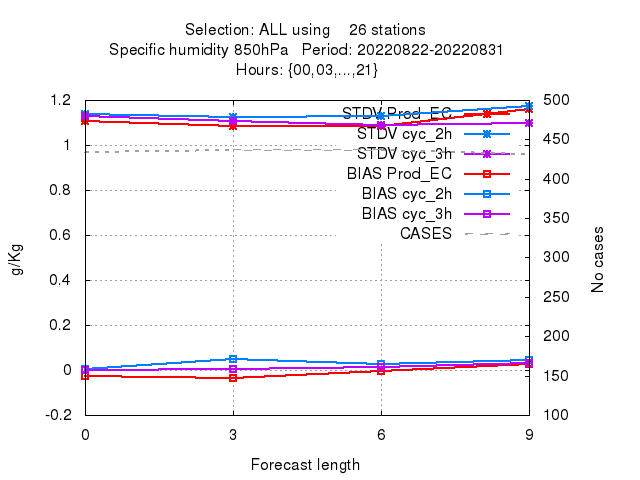 Selection: ALL using    26 stations
Specific humidity 850hPa   Period: 20220822-20220831
Hours: {00,03,...,21}
1.2
1
0.8
0.6
0.4
0.2
0
-0.2
g/Kg
500
450
400
350
300
250
200
150
100
No cases
STDV Prod_EC
STDV cyc_2h
STDV cyc_3h
BIAS Prod_EC
BIAS cyc_2h
BIAS cyc_3h
CASES
0
3
6
9
Forecast length